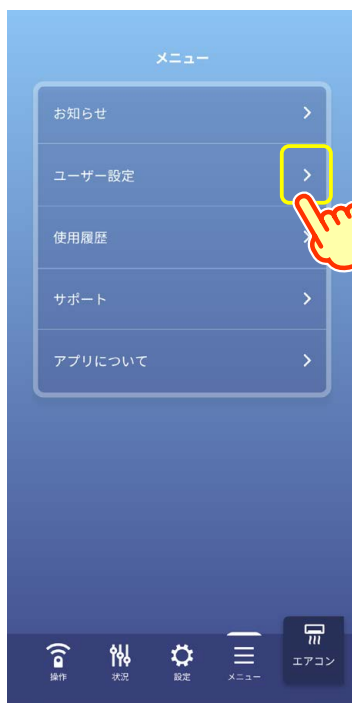 メニュー
お知らせ
ユーザー設定
使用履歴
サポート
アプリについて
操作
状況
設定
メニュー
エアコン